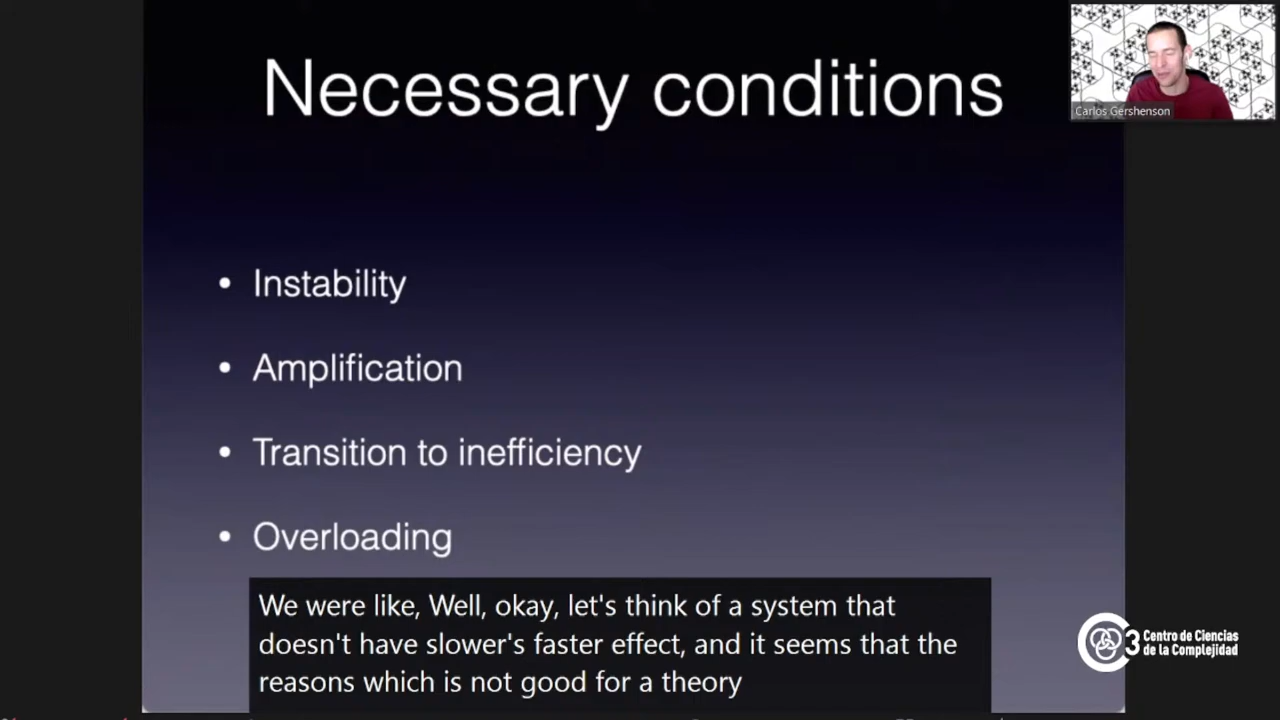 Necessary conditions
Carlos Gershenson
• Instability
• Amplification
• Transition to inefficiency
• Overloading
We were like, Well, okay, let's think of a system that
doesn't have slower's faster effect, and it seems that the
reasons which is not good for a theory
C3 Centro de Ciencias
de la Complejidad